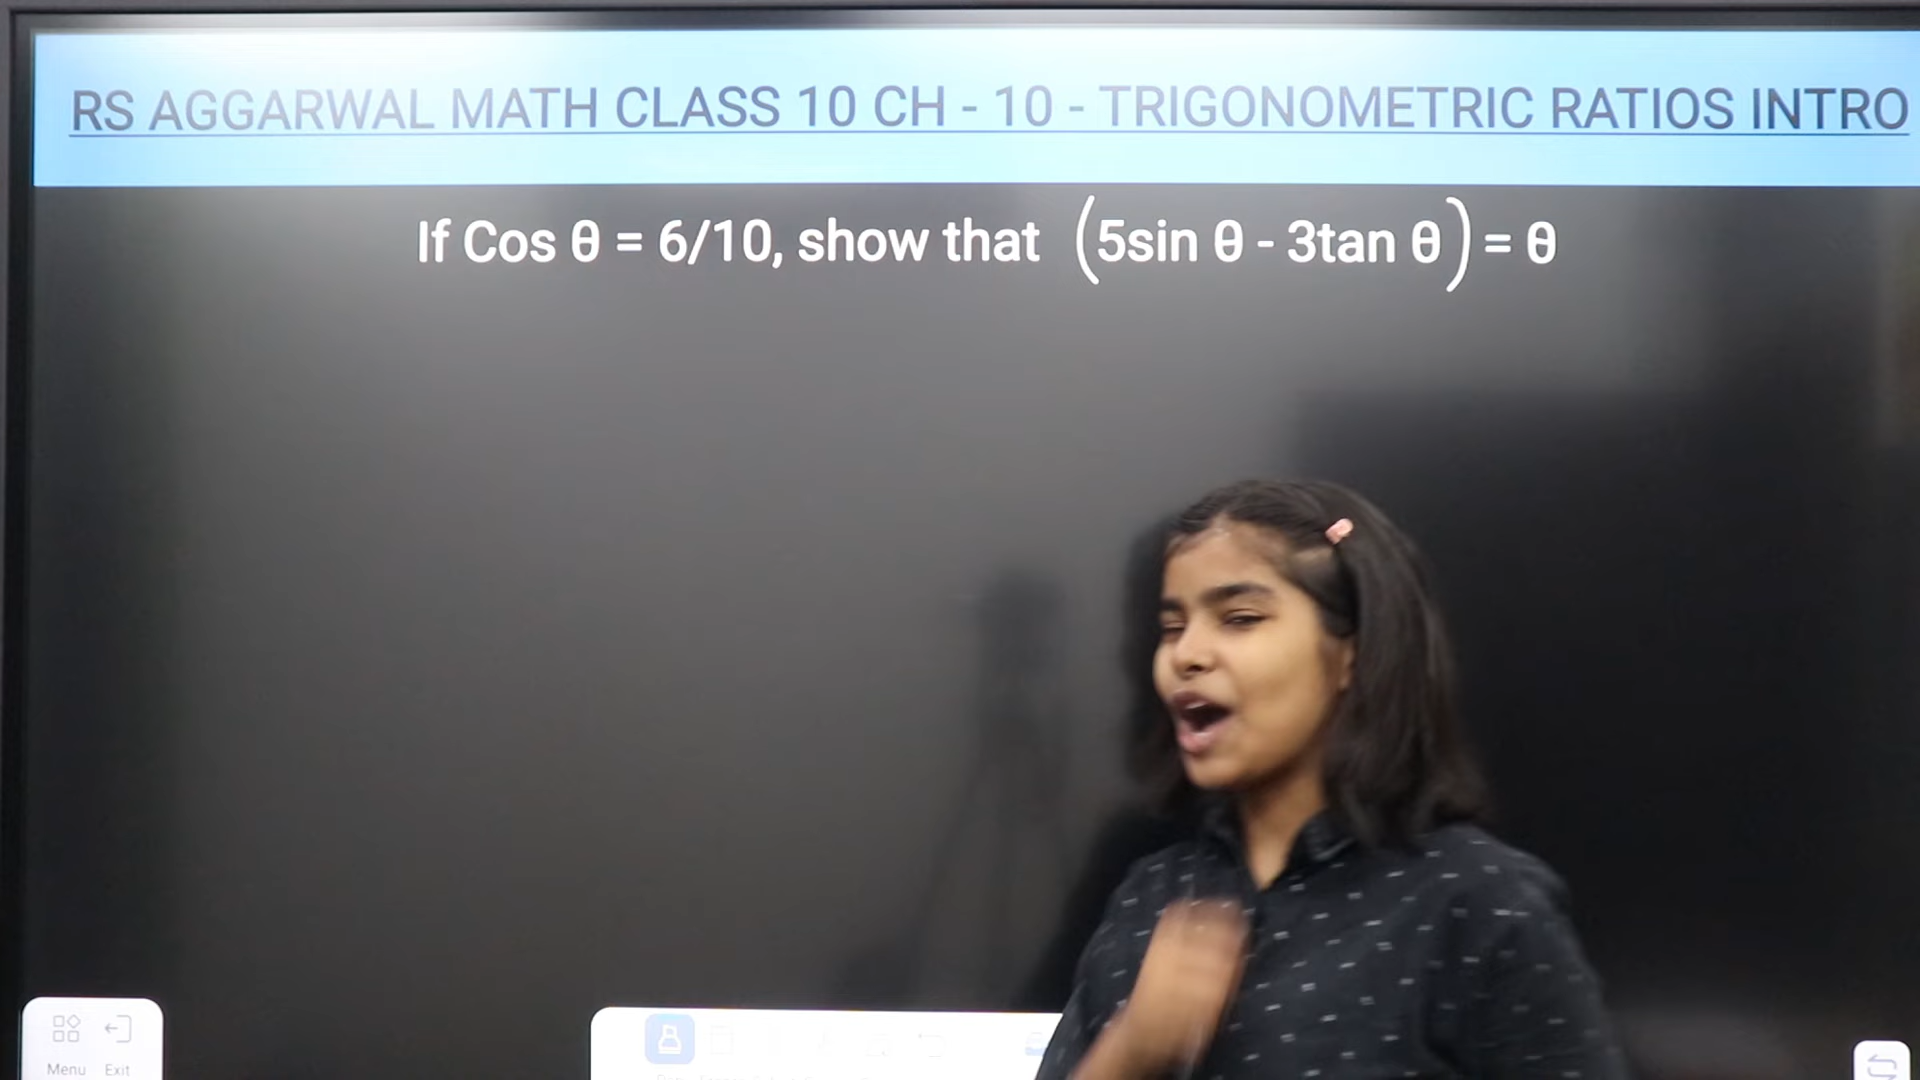 RS AGGARWAL MATH CLASS 10 CH - 10 - TRIGONOMETRIC RATIOS INTRO
If Cos θ = 6/10, show that (5sin θ - 3tan θ) = θ
Menu Exit